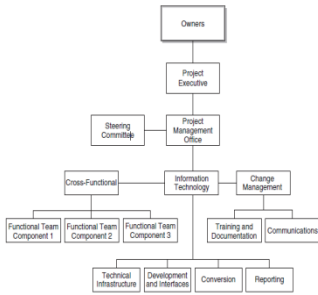 Owners
Project
Executive
Steering
Committee
Project
Management
Office
Cross-Functional
Information
Technology
Change
Management
Functional Team
Component 1
Functional Team
Component 2
Functional Team
Component 3
Training and
Documentation
Communications
Technical
Infrastructure
Development
and Interfaces
Conversion
Reporting